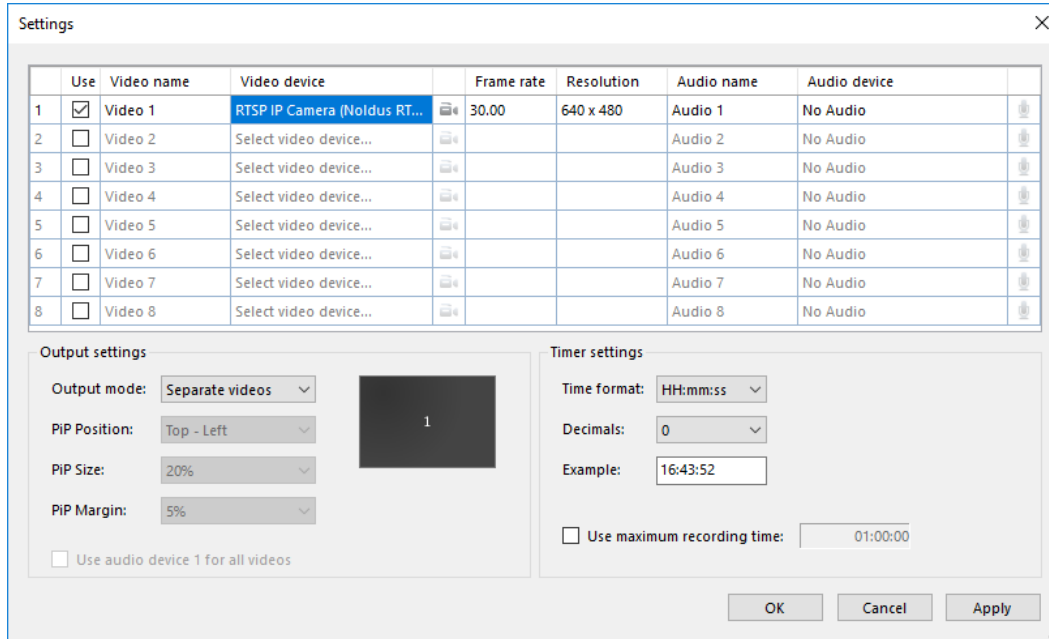 Settings
Use Video name Video device Frame rate Resolution Audio name Audio device
1 Video 1 RTSP IP Camera (Noldus RT... 30.00 640 x 480 Audio 1 No Audio
2 Video 2 Select video device... Audio 2 No Audio
3 Video 3 Select video device... Audio 3 No Audio
4 Video 4 Select video device... Audio 4 No Audio
5 Video 5 Select video device... Audio 5 No Audio
6 Video 6 Select video device... Audio 6 No Audio
7 Video 7 Select video device... Audio 7 No Audio
8 Video 8 Select video device... Audio 8 No Audio
Output settings
Output mode: Separate videos
PiP Position: Top - Left
PiP Size: 20%
PiP Margin: 5%
Use audio device 1 for all videos
1
Timer settings
Time format: HH:mm:ss
Decimals: 0
Example: 16:43:52
Use maximum recording time: 01:00:00
OK Cancel Apply